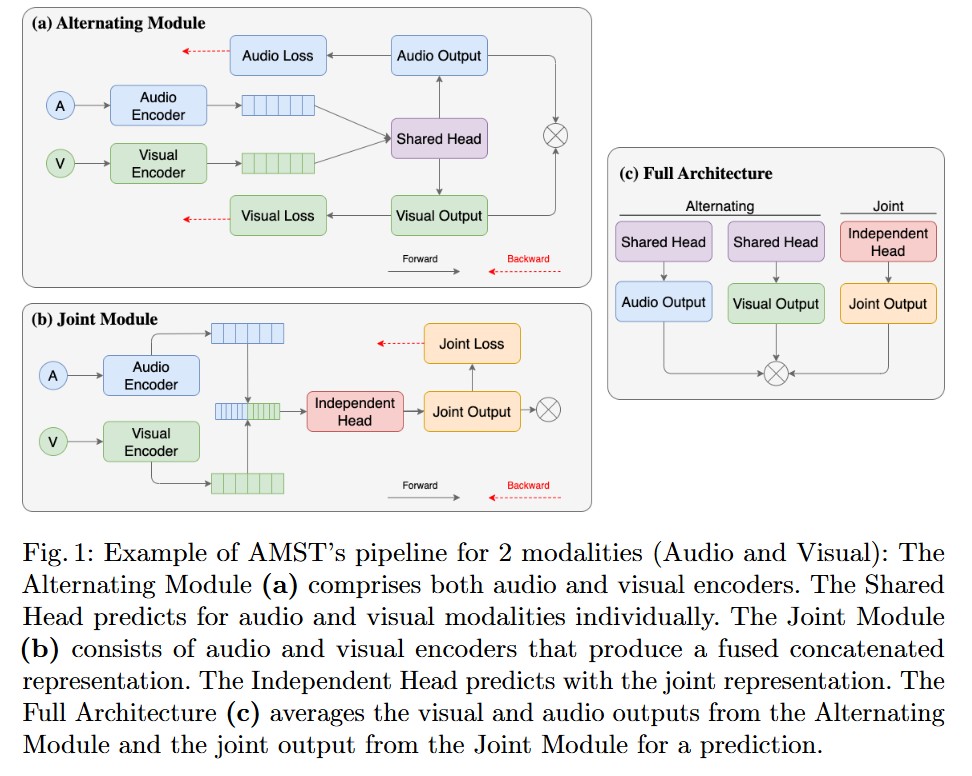 (a) Alternating Module
Audio Loss
Audio Output
A
Audio
Encoder
Shared Head
V
Visual
Encoder
Visual Loss
Visual Output
Forward
Backward
(b) Joint Module
A
Audio
Encoder
Joint Loss
Independent
Head
Joint Output
V
Visual
Encoder
Forward
Backward
(c) Full Architecture
Alternating
Joint
Shared Head
Shared Head
Independent
Head
Audio Output
Visual Output
Joint Output
Fig. 1: Example of AMST's pipeline for 2 modalities (Audio and Visual): The
Alternating Module (a) comprises both audio and visual encoders. The Shared
Head predicts for audio and visual modalities individually. The Joint Module
(b) consists of audio and visual encoders that produce a fused concatenated
representation. The Independent Head predicts with the joint representation. The
Full Architecture (c) averages the visual and audio outputs from the Alternating
Module and the joint output from the Joint Module for a prediction.